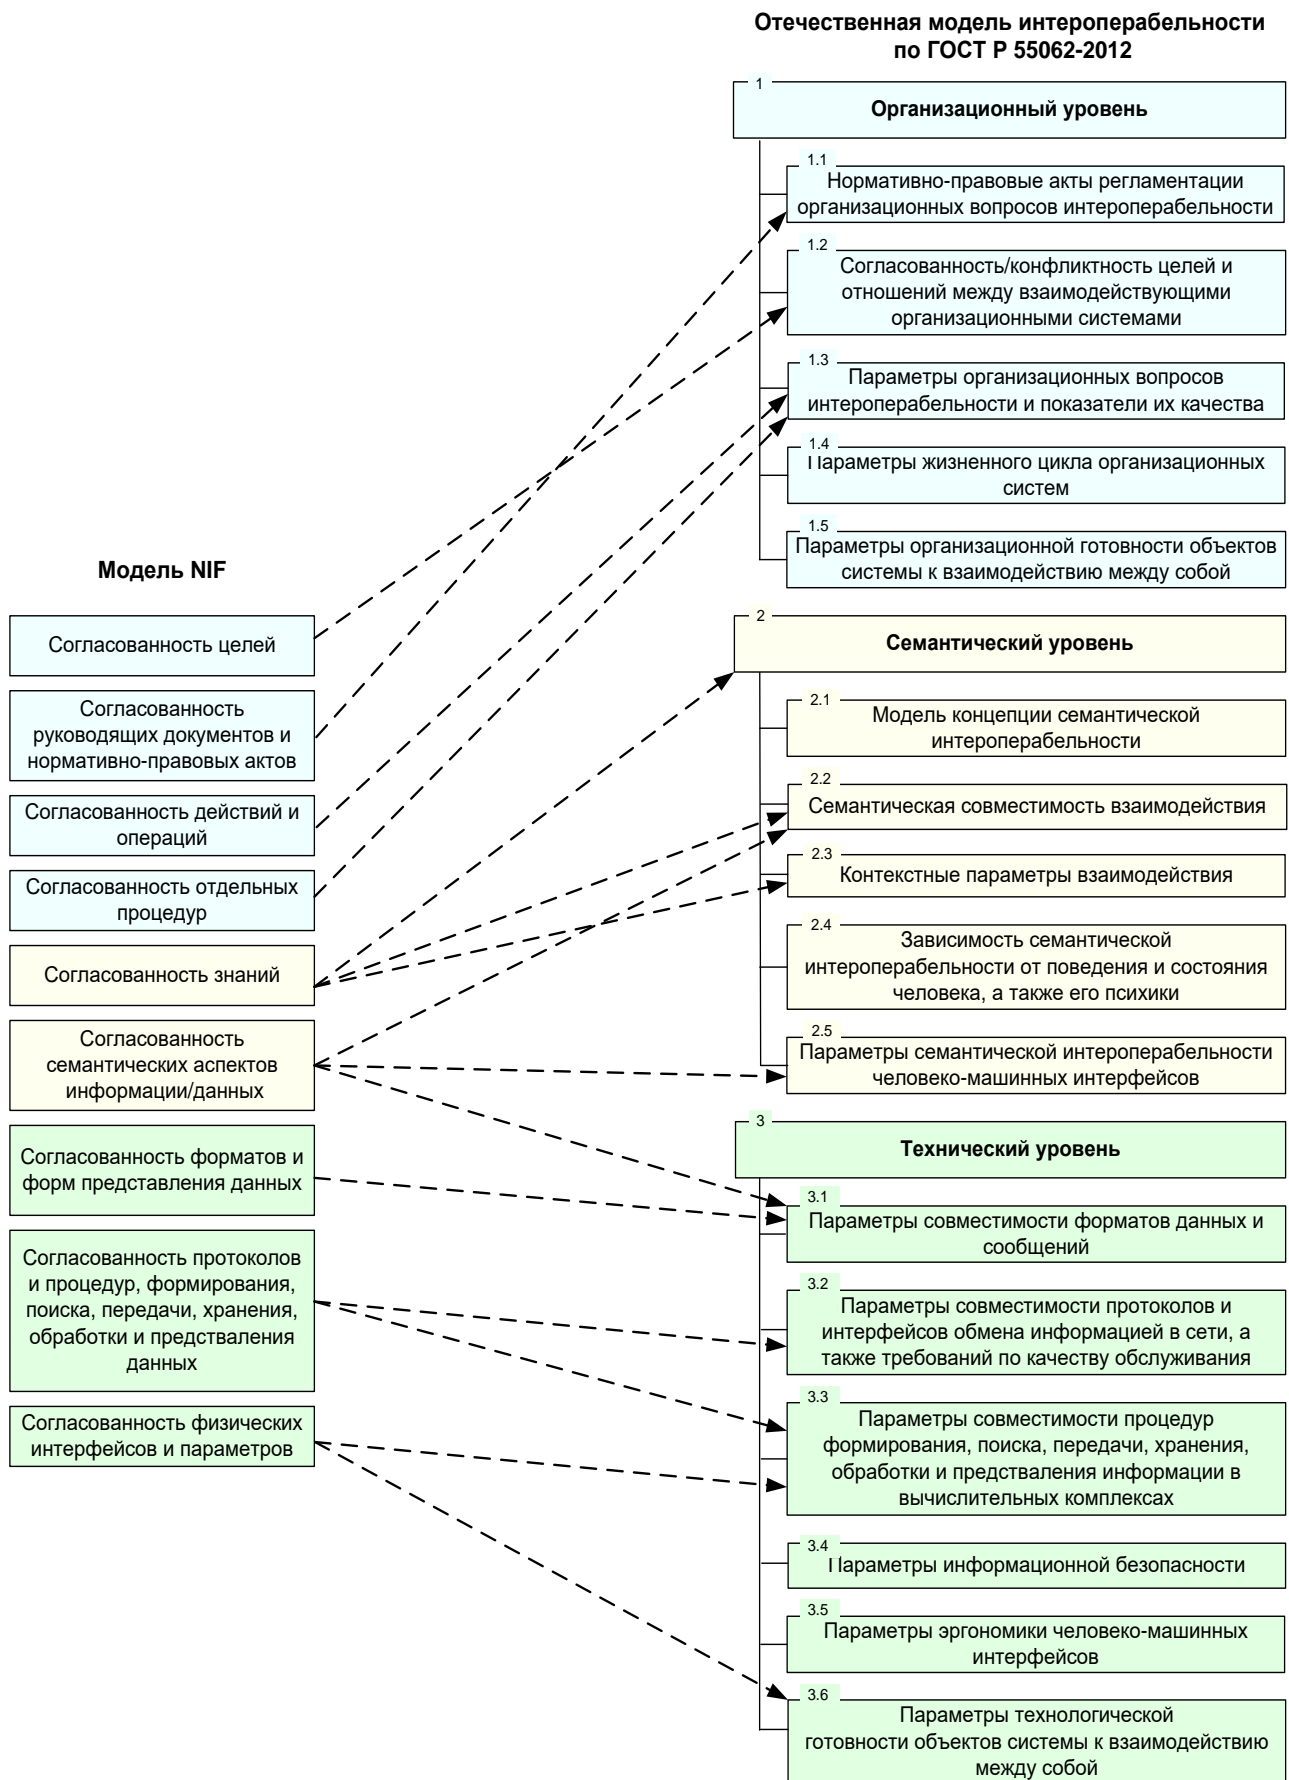 Отечественная модель интероперабельности
по ГОСТ Р 55062-2012
1
Организационный уровень
1.1
Нормативно-правовые акты регламентации
организационных вопросов интероперабельности
1.2
Согласованность/конфликтность целей и
отношений между взаимодействующими
организационными системами
1.3
Параметры организационных вопросов
интероперабельности и показатели их качества
1.4
Параметры жизненного цикла организационных
систем
1.5
Параметры организационной готовности объектов
системы к взаимодействию между собой
Модель NIF
Согласованность целей
Согласованность
руководящих документов и
нормативно-правовых актов
Согласованность действий и
операций
Согласованность отдельных
процедур
Согласованность знаний
Согласованность
семантических аспектов
информации/данных
Согласованность форматов и
форм представления данных
Согласованность протоколов
и процедур, формирования,
поиска, передачи, хранения,
обработки и предстваления
данных
Согласованность физических
интерфейсов и параметров
2
Семантический уровень
2.1
Модель концепции семантической
интероперабельности
2.2
Семантическая совместимость взаимодействия
2.3
Контекстные параметры взаимодействия
2.4
Зависимость семантической
интероперабельности от поведения и состояния
человека, а также его психики
2.5
Параметры семантической интероперабельности
человеко-машинных интерфейсов
3
Технический уровень
3.1
Параметры совместимости форматов данных и
сообщений
3.2
Параметры совместимости протоколов и
интерфейсов обмена информацией в сети, а
также требований по качеству обслуживания
3.3
Параметры совместимости процедур
формирования, поиска, передачи, хранения,
обработки и предстваления информации в
вычислительных комплексах
3.4
Параметры информационной безопасности
3.5
Параметры эргономики человеко-машинных
интерфейсов
3.6
Параметры технологической
готовности объектов системы к взаимодействию
между собой